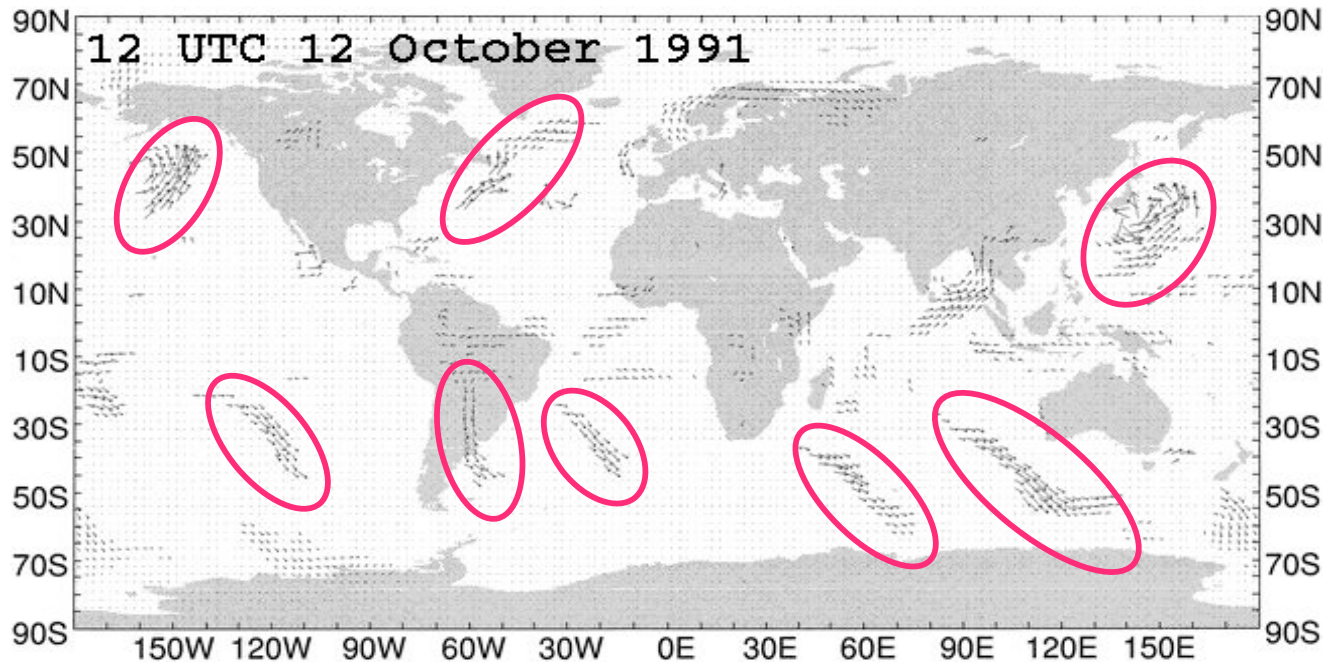 90N 90N
12 UTC 12 October 1991
70N 70N
50N 50N
30N 30N
10N 10N
10S 10S
30S 30S
50S 50S
70S 70S
90S 90S
150W 120W 90W 60W 30W 0E 30E 60E 90E 120E 150E